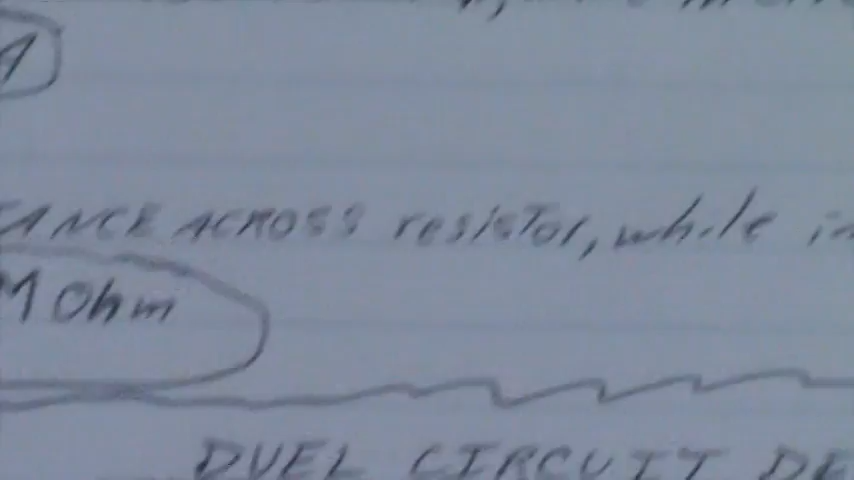 ANCE ACROSS resistor, while in
M Ohm
DUEL CIRCUIT DE